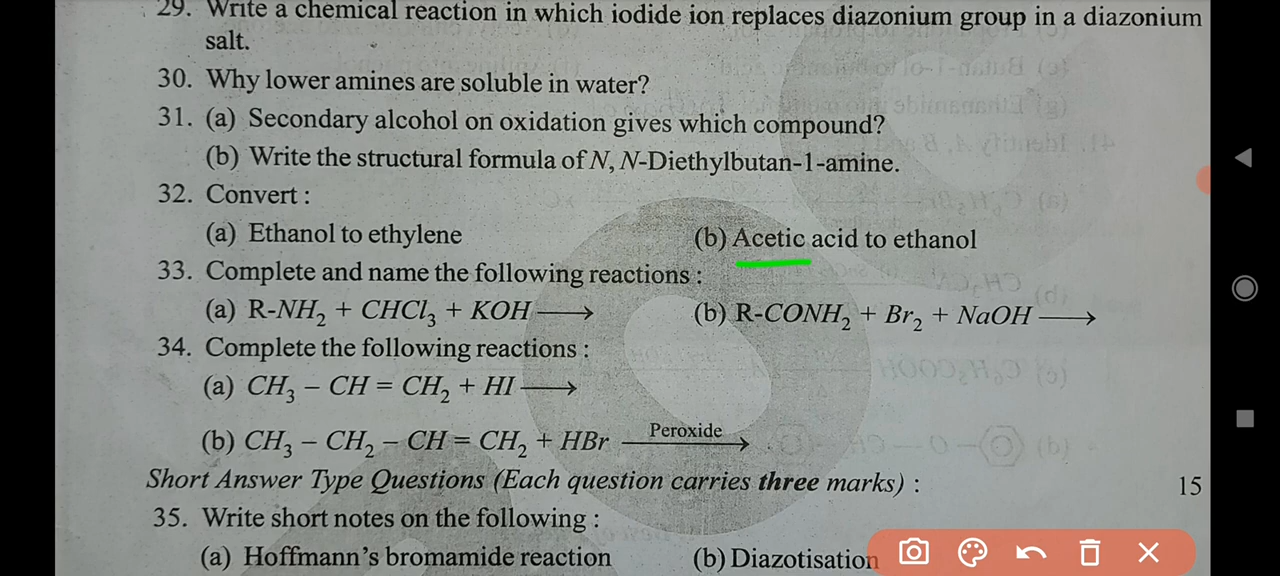 29. Write a chemical reaction in which iodide ion replaces diazonium group in a diazonium
salt.
30. Why lower amines are soluble in water?
31. (a) Secondary alcohol on oxidation gives which compound?
(b) Write the structural formula of N, N-Diethylbutan-1-amine.
32. Convert :
(a) Ethanol to ethylene (b) Acetic acid to ethanol
33. Complete and name the following reactions :
(a) R-NH₂ + CHCl₃ + KOH ⟶ (b) R-CONH₂ + Br₂ + NaOH ⟶
34. Complete the following reactions :
(a) CH₃ – CH = CH₂ + HI ⟶
(b) CH₃ – CH₂ – CH = CH₂ + HBr Peroxide ⟶
Short Answer Type Questions (Each question carries three marks) : 15
35. Write short notes on the following :
(a) Hoffmann's bromamide reaction (b) Diazotisation